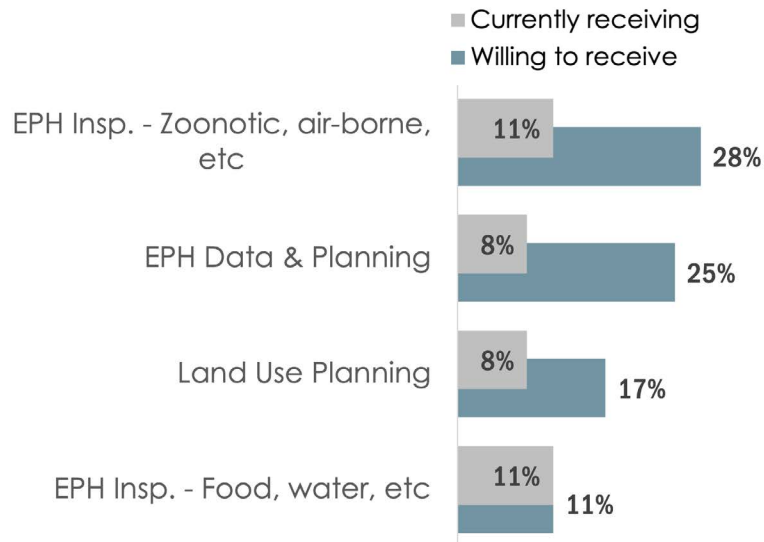 Currently receiving
Willing to receive
EPH Insp. - Zoonotic, air-borne,
etc
11%
28%
EPH Data & Planning
8%
25%
Land Use Planning
8%
17%
EPH Insp. - Food, water, etc
11%
11%